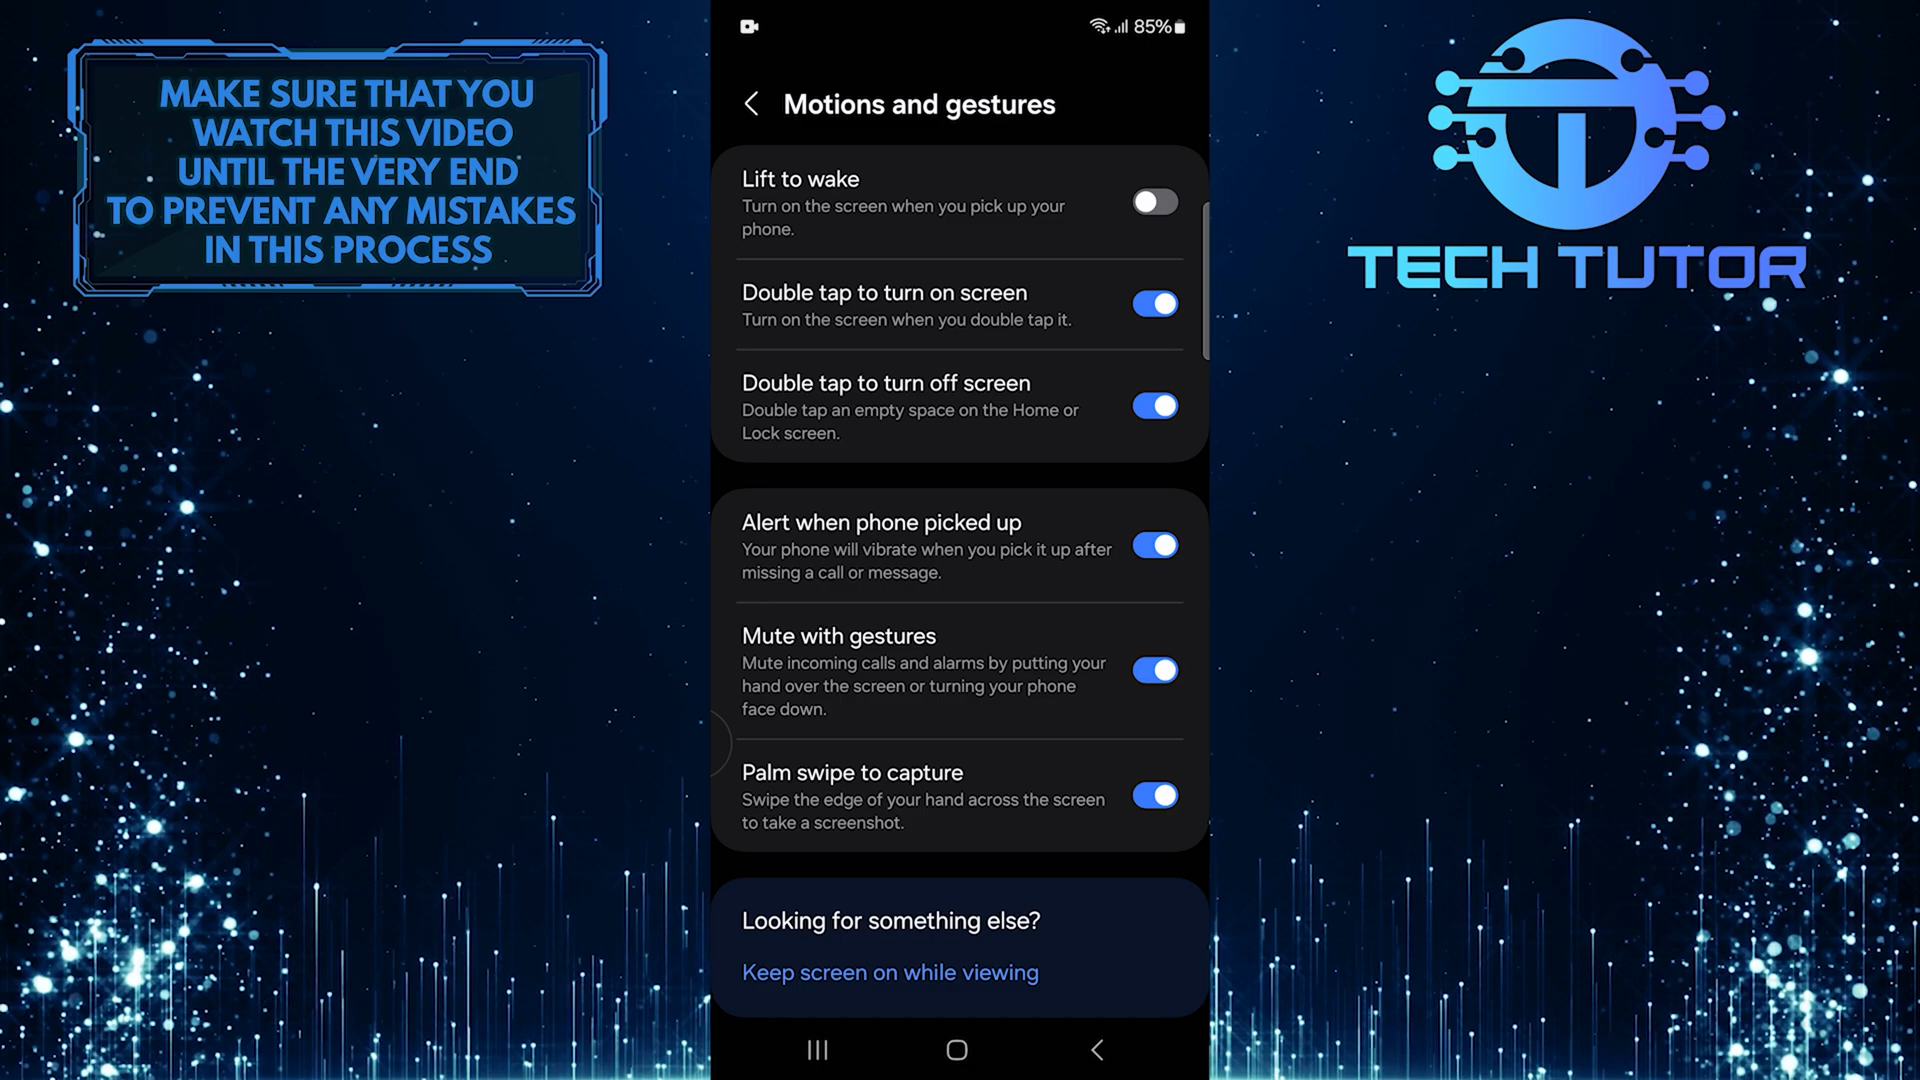 MAKE SURE THAT YOU
WATCH THIS VIDEO
UNTIL THE VERY END
TO PREVENT ANY MISTAKES
IN THIS PROCESS
85%
Motions and gestures
Lift to wake
Turn on the screen when you pick up your
phone.
Double tap to turn on screen
Turn on the screen when you double tap it.
Double tap to turn off screen
Double tap an empty space on the Home or
Lock screen.
Alert when phone picked up
Your phone will vibrate when you pick it up after
missing a call or message.
Mute with gestures
Mute incoming calls and alarms by putting your
hand over the screen or turning your phone
face down.
Palm swipe to capture
Swipe the edge of your hand across the screen
to take a screenshot.
Looking for something else?
Keep screen on while viewing
TECH TUTOR